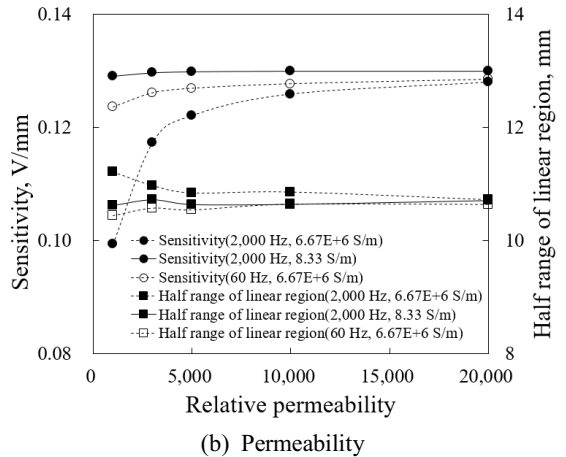 0.14
0.12
0.10
0.08
Sensitivity, V/mm
14
12
10
8
Half range of linear region, mm
Sensitivity(2,000 Hz, 6.67E+6 S/m)
Sensitivity(2,000 Hz, 8.33 S/m)
Sensitivity(60 Hz, 6.67E+6 S/m)
Half range of linear region(2,000 Hz, 6.67E+6 S/m)
Half range of linear region(2,000 Hz, 8.33 S/m)
Half range of linear region(60 Hz, 6.67E+6 S/m)
0 5,000 10,000 15,000 20,000
Relative permeability
(b) Permeability